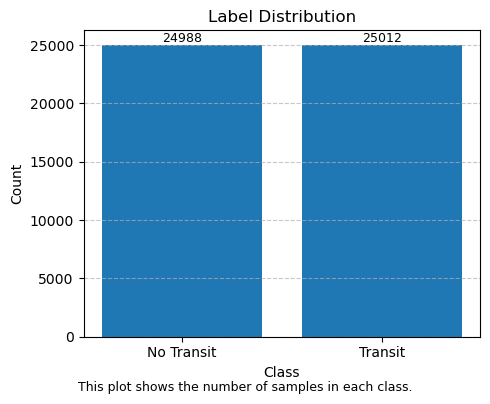 Label Distribution
24988 25012
25000
20000
15000
10000
5000
0
Count
No Transit Transit
Class
This plot shows the number of samples in each class.